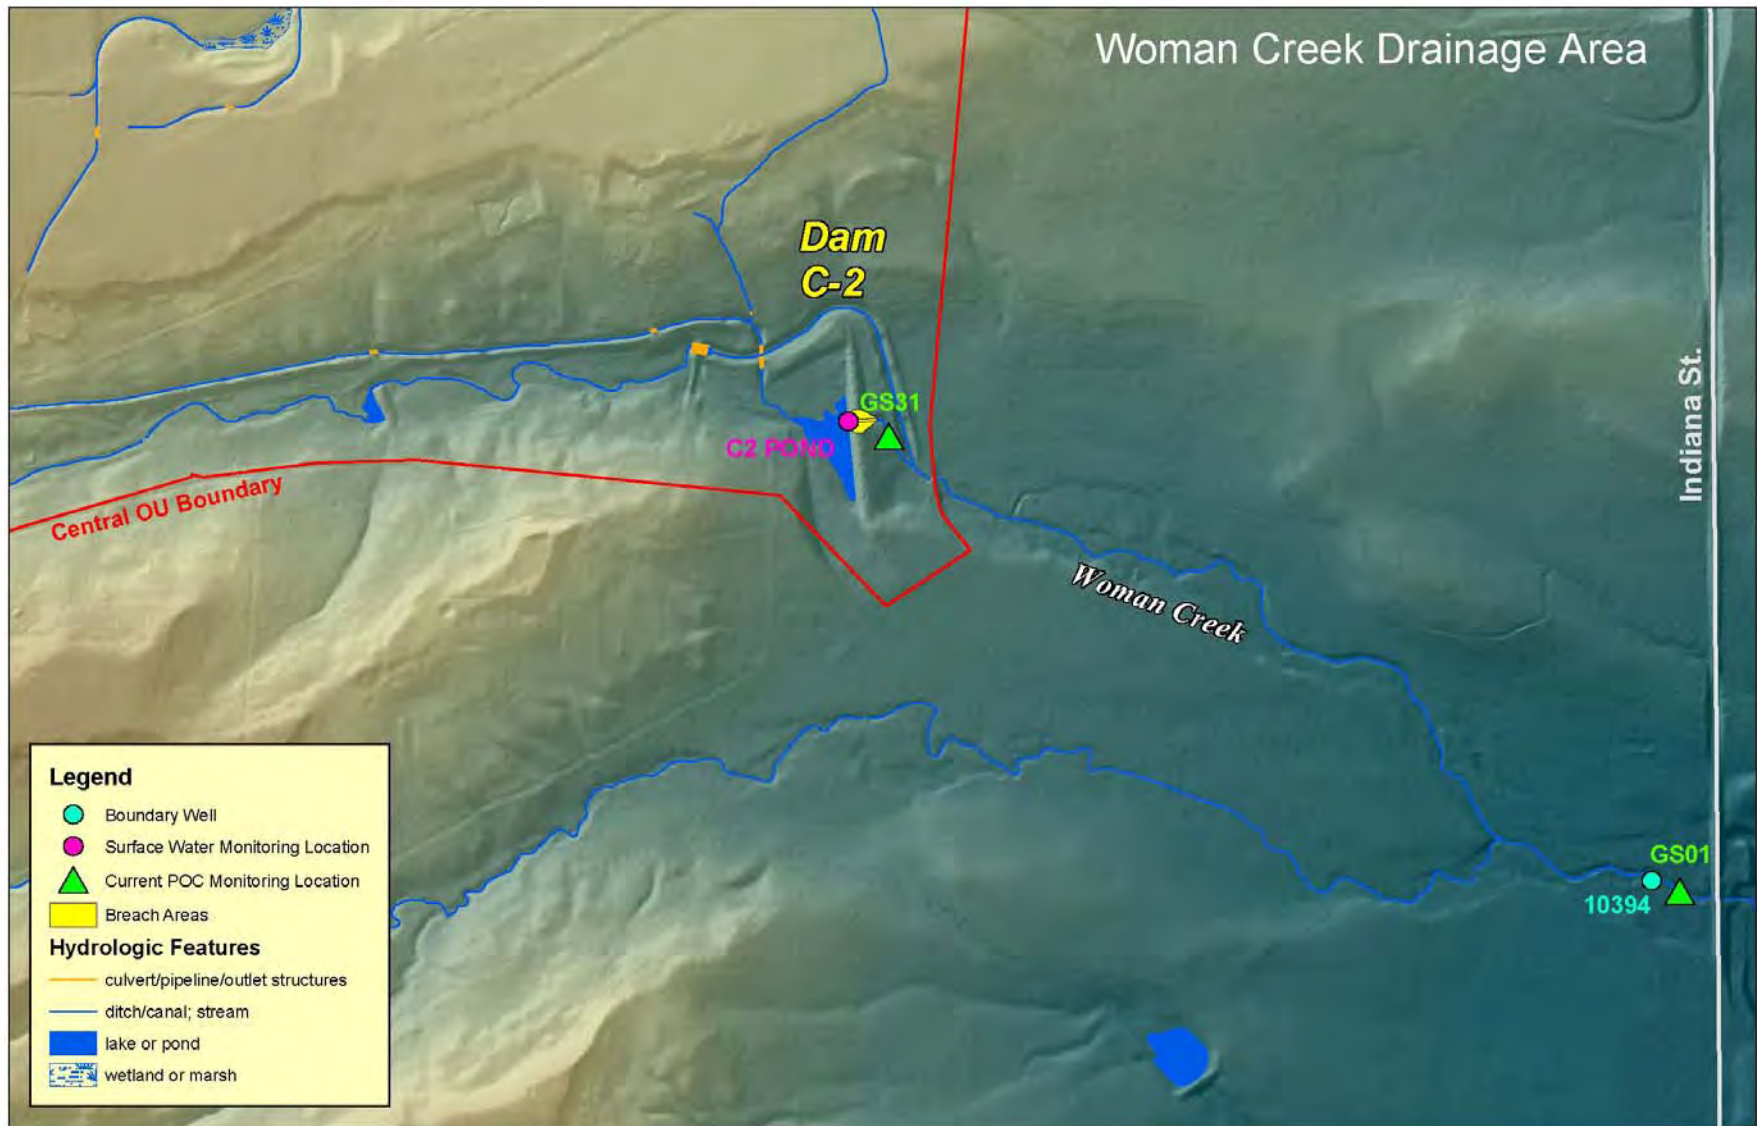 Woman Creek Drainage Area
Dam
C-2
GS31
C2 POND
Indiana St.
Central OU Boundary
Woman Creek
GS01
10394
Legend
Boundary Well
Surface Water Monitoring Location
Current POC Monitoring Location
Breach Areas
Hydrologic Features
culvert/pipeline/outlet structures
ditch/canal; stream
lake or pond
wetland or marsh